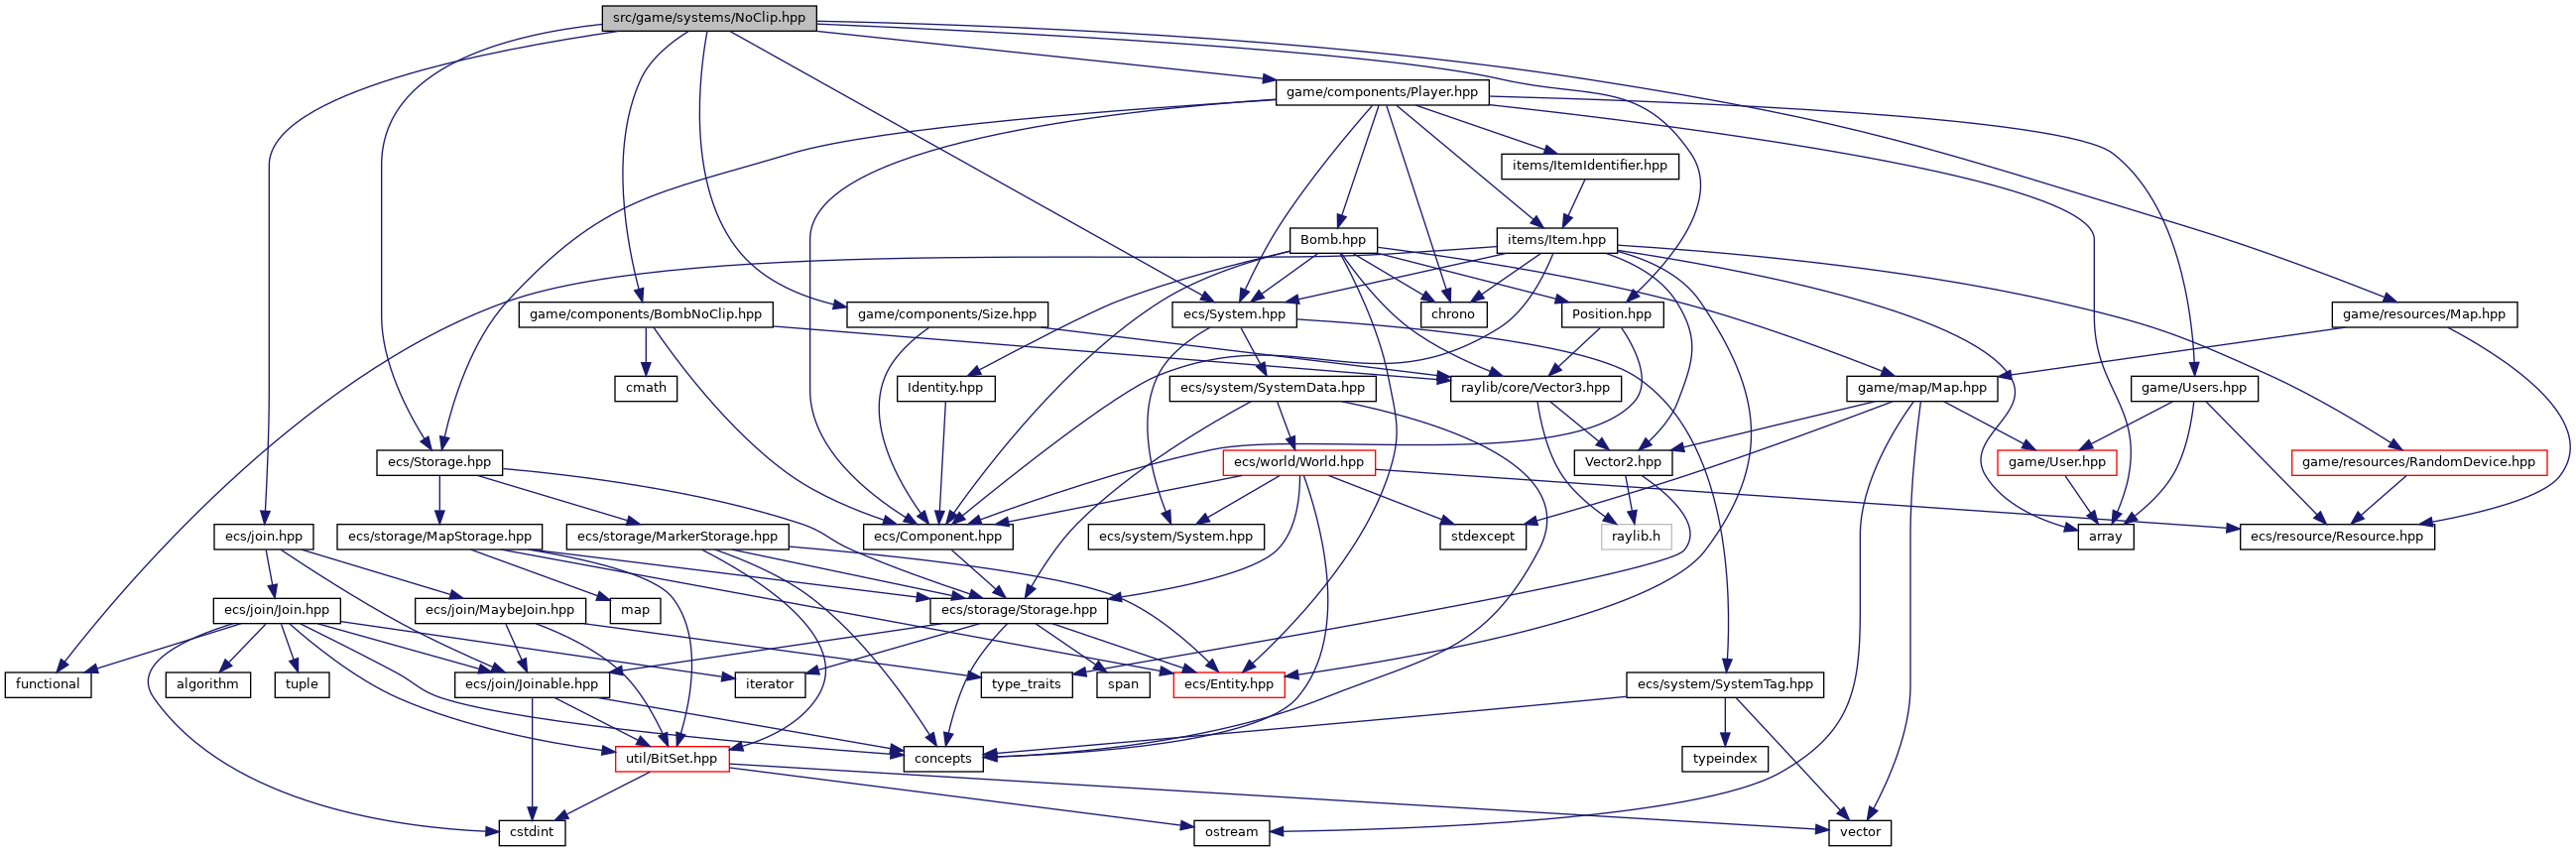 src/game/systems/NoClip.hpp
game/components/Player.hpp
items/ItemIdentifier.hpp
Bomb.hpp
items/Item.hpp
game/components/BombNoClip.hpp
game/components/Size.hpp
ecs/System.hpp
chrono
Position.hpp
game/resources/Map.hpp
cmath
Identity.hpp
ecs/system/SystemData.hpp
raylib/core/Vector3.hpp
game/map/Map.hpp
game/Users.hpp
ecs/Storage.hpp
ecs/world/World.hpp
Vector2.hpp
game/User.hpp
game/resources/RandomDevice.hpp
ecs/join.hpp
ecs/storage/MapStorage.hpp
ecs/storage/MarkerStorage.hpp
ecs/Component.hpp
ecs/system/System.hpp
stdexcept
raylib.h
array
ecs/resource/Resource.hpp
ecs/join/Join.hpp
ecs/join/MaybeJoin.hpp
map
ecs/storage/Storage.hpp
functional
algorithm
tuple
ecs/join/Joinable.hpp
iterator
type_traits
span
ecs/Entity.hpp
ecs/system/SystemTag.hpp
util/BitSet.hpp
concepts
typeindex
cstdint
ostream
vector